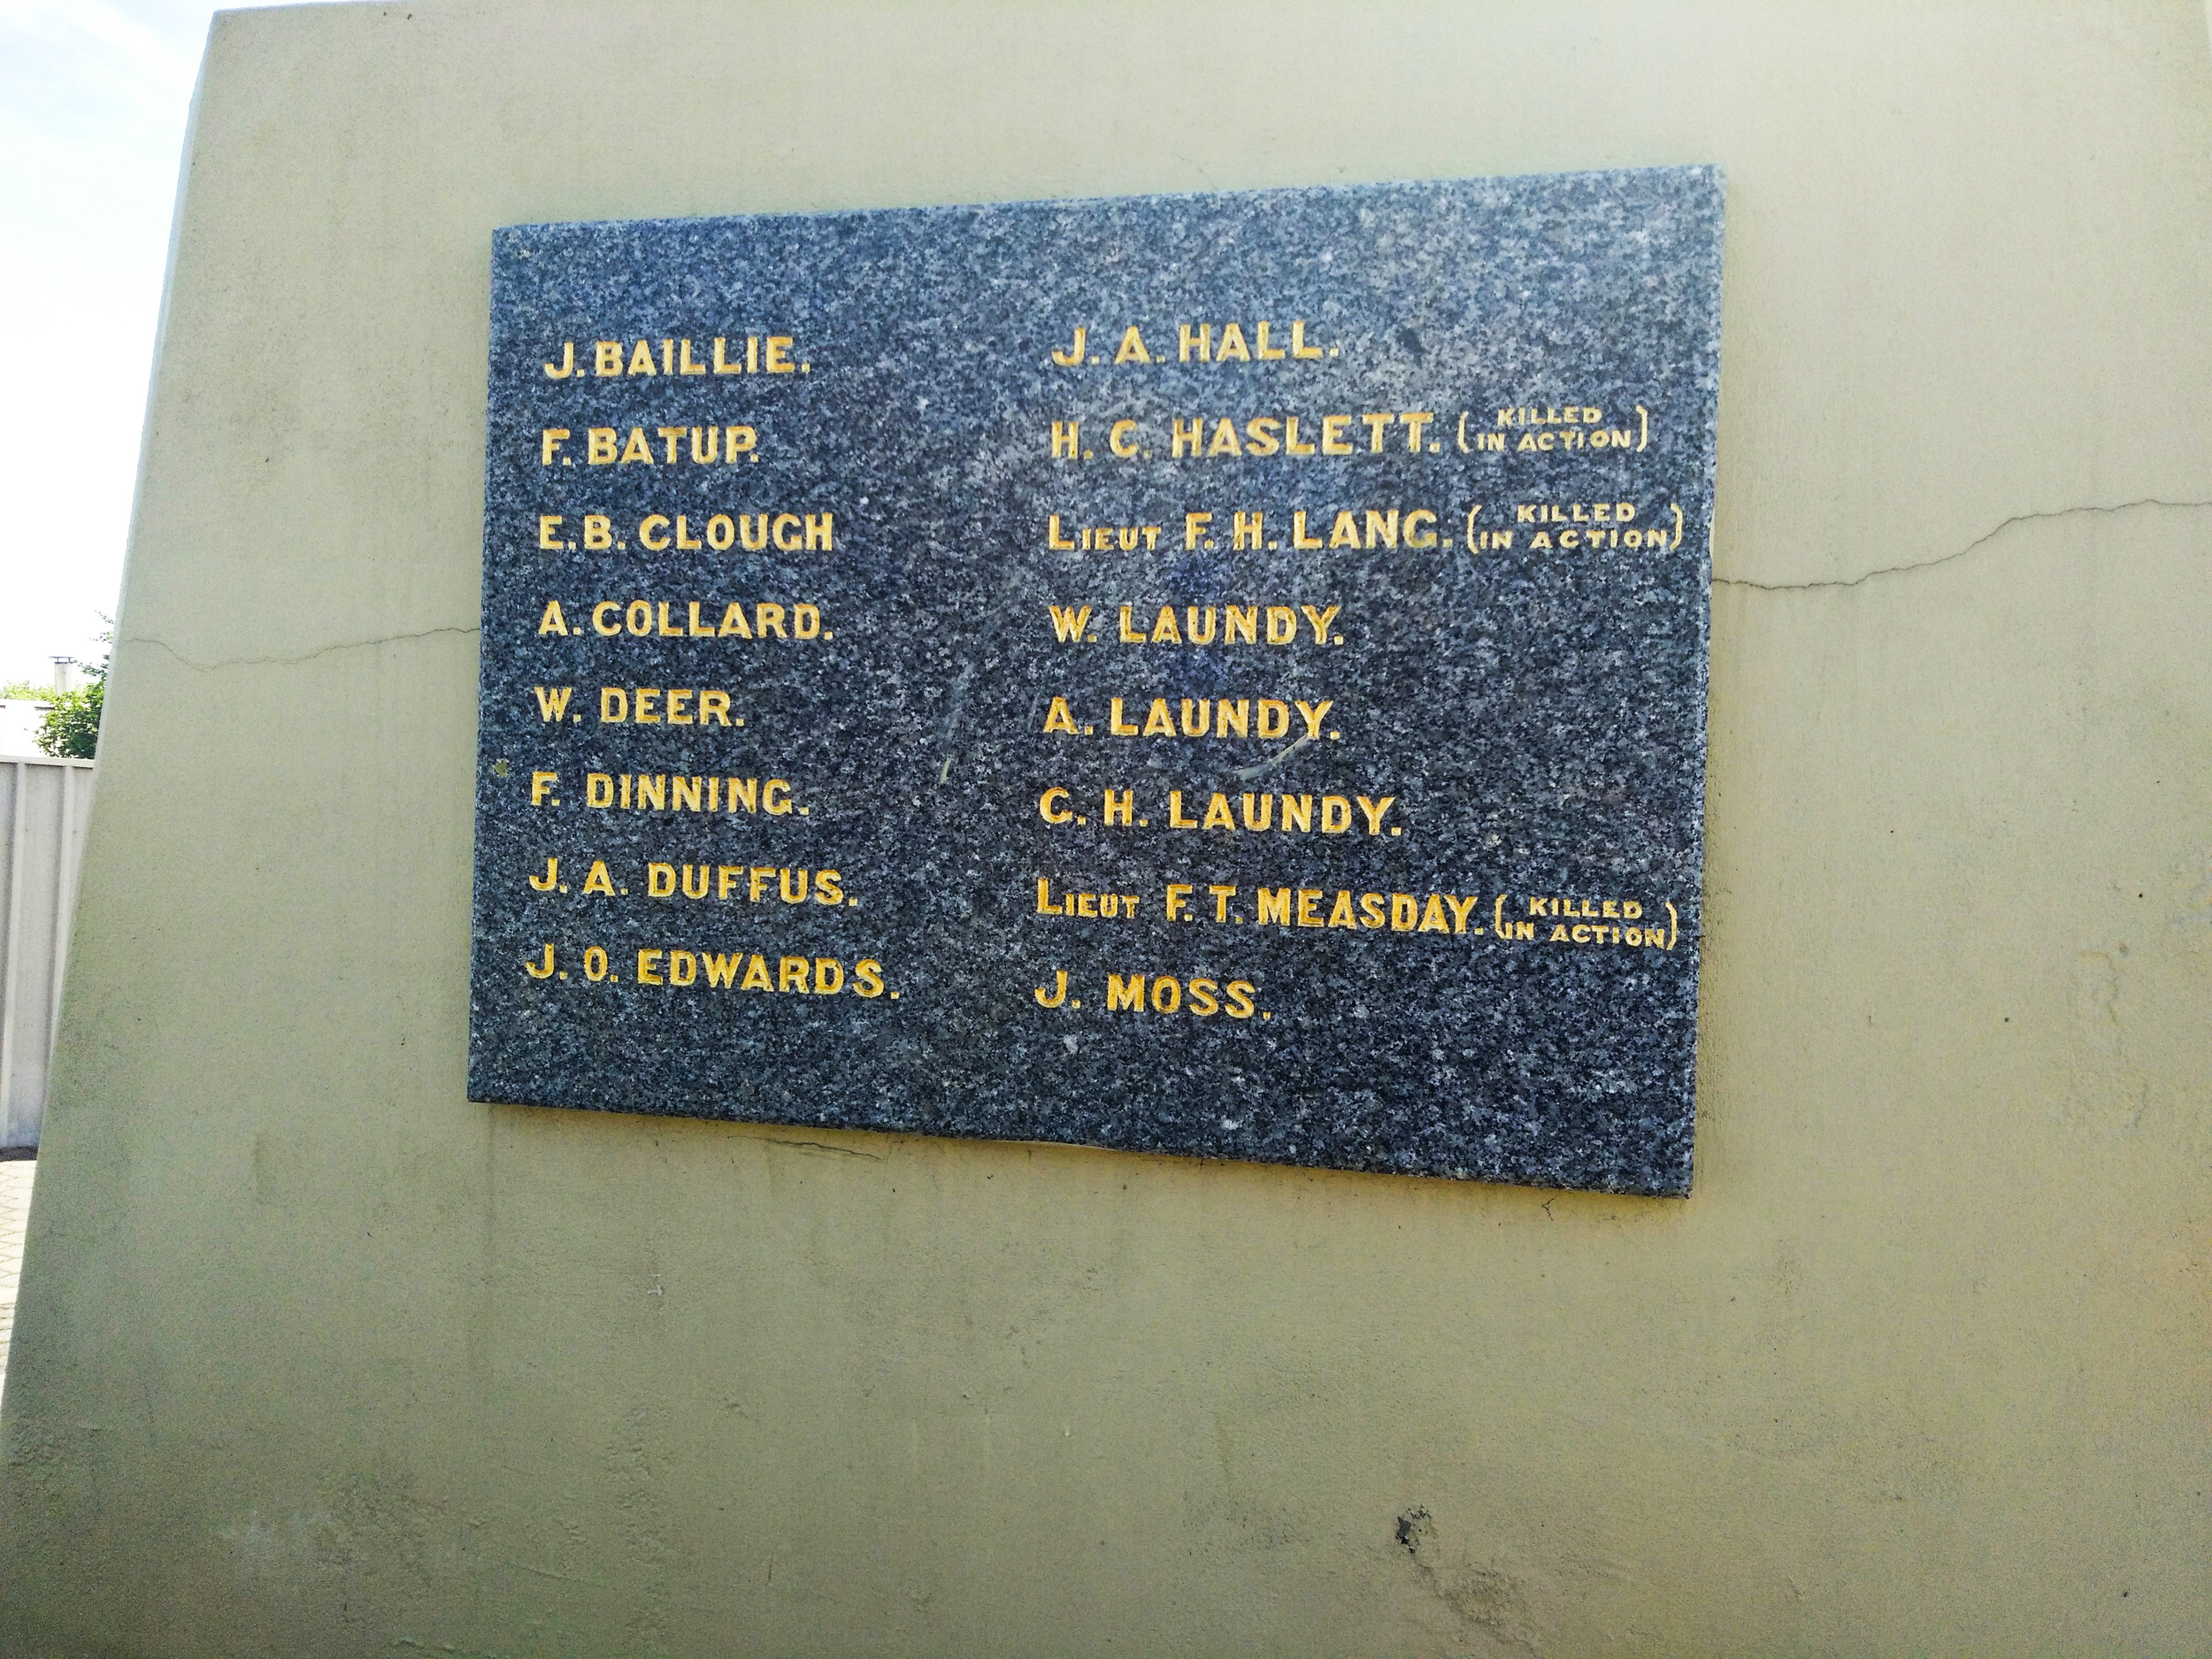 J. BAILLIE.
F. BATUP.
E. B. CLOUGH
A. COLLARD.
W. DEER.
F. DINNING.
J. A. DUFFUS.
J. O. EDWARDS.
J. A. HALL.
H. C. HASLETT. (KILLED IN ACTION)
LIEUT F. H. LANG. (KILLED IN ACTION)
W. LAUNDY.
A. LAUNDY.
C. H. LAUNDY.
LIEUT F. T. MEASDAY. (KILLED IN ACTION)
J. MOSS.